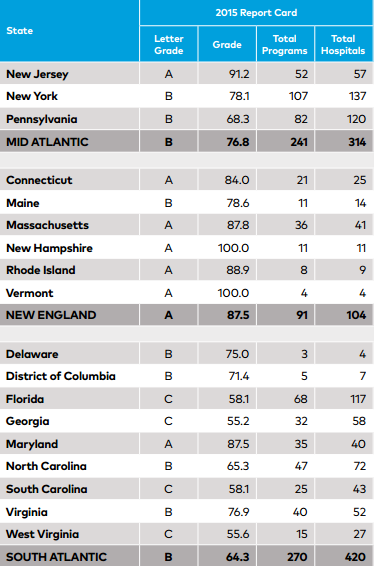 2015 Report Card
State
Letter Grade Grade Total Programs Total Hospitals
New Jersey A 91.2 52 57
New York B 78.1 107 137
Pennsylvania B 68.3 82 120
MID ATLANTIC B 76.8 241 314
Connecticut A 84.0 21 25
Maine B 78.6 11 14
Massachusetts A 87.8 36 41
New Hampshire A 100.0 11 11
Rhode Island A 88.9 8 9
Vermont A 100.0 4 4
NEW ENGLAND A 87.5 91 104
Delaware B 75.0 3 4
District of Columbia B 71.4 5 7
Florida C 58.1 68 117
Georgia C 55.2 32 58
Maryland A 87.5 35 40
North Carolina B 65.3 47 72
South Carolina C 58.1 25 43
Virginia B 76.9 40 52
West Virginia C 55.6 15 27
SOUTH ATLANTIC B 64.3 270 420